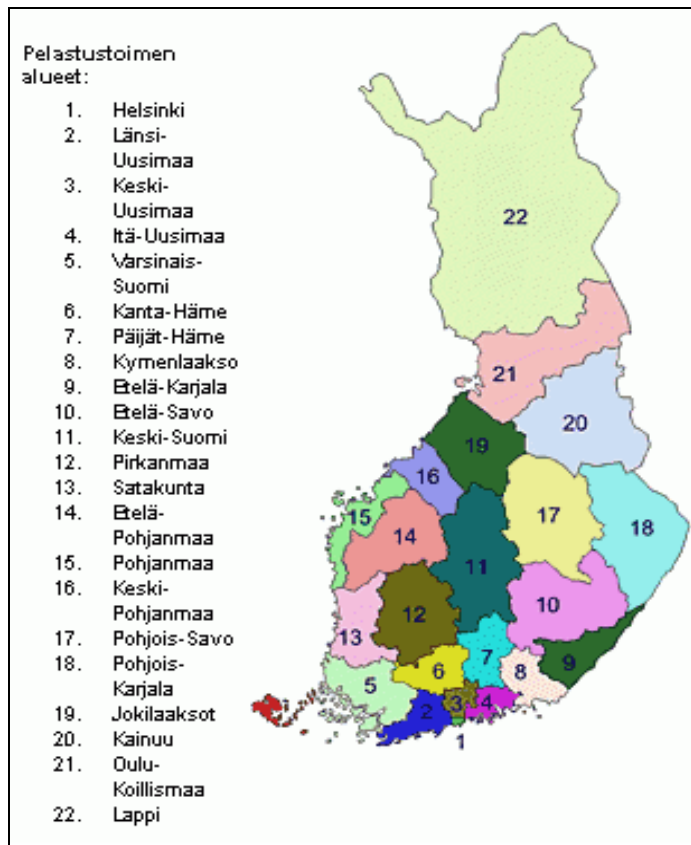 Pelastustoimen
alueet:
1. Helsinki
2. Länsi-
Uusimaa
3. Keski-
Uusimaa
4. Itä-Uusimaa
5. Varsinais-
Suomi
6. Kanta-Häme
7. Päijät-Häme
8. Kymenlaakso
9. Etelä-Karjala
10. Etelä-Savo
11. Keski-Suomi
12. Pirkanmaa
13. Satakunta
14. Etelä-
Pohjanmaa
15. Pohjanmaa
16. Keski-
Pohjanmaa
17. Pohjois-Savo
18. Pohjois-
Karjala
19. Jokilaaksot
20. Kainuu
21. Oulu-
Koillismaa
22. Lappi
22
21
20
19
16
15
17
18
14
11
12
10
13
7
6
8
9
5
2
3
4
1